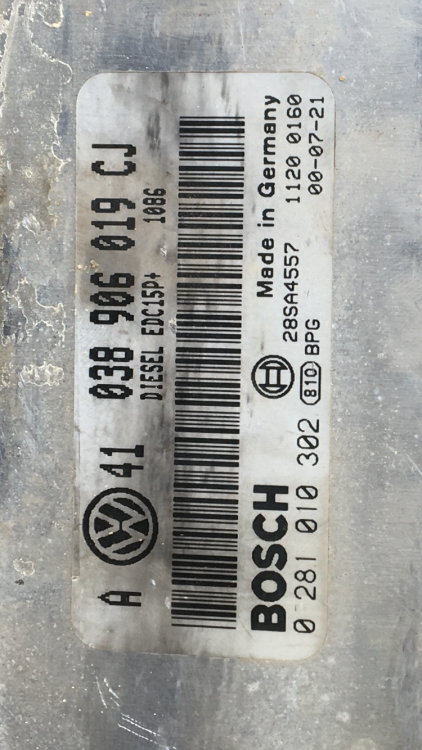 A 41 038 906 019 CJ
DIESEL EDC15P+ 1086
BOSCH Made in Germany
28SA4557 1120 0160
0 281 010 302 810 BPG 00-07-21